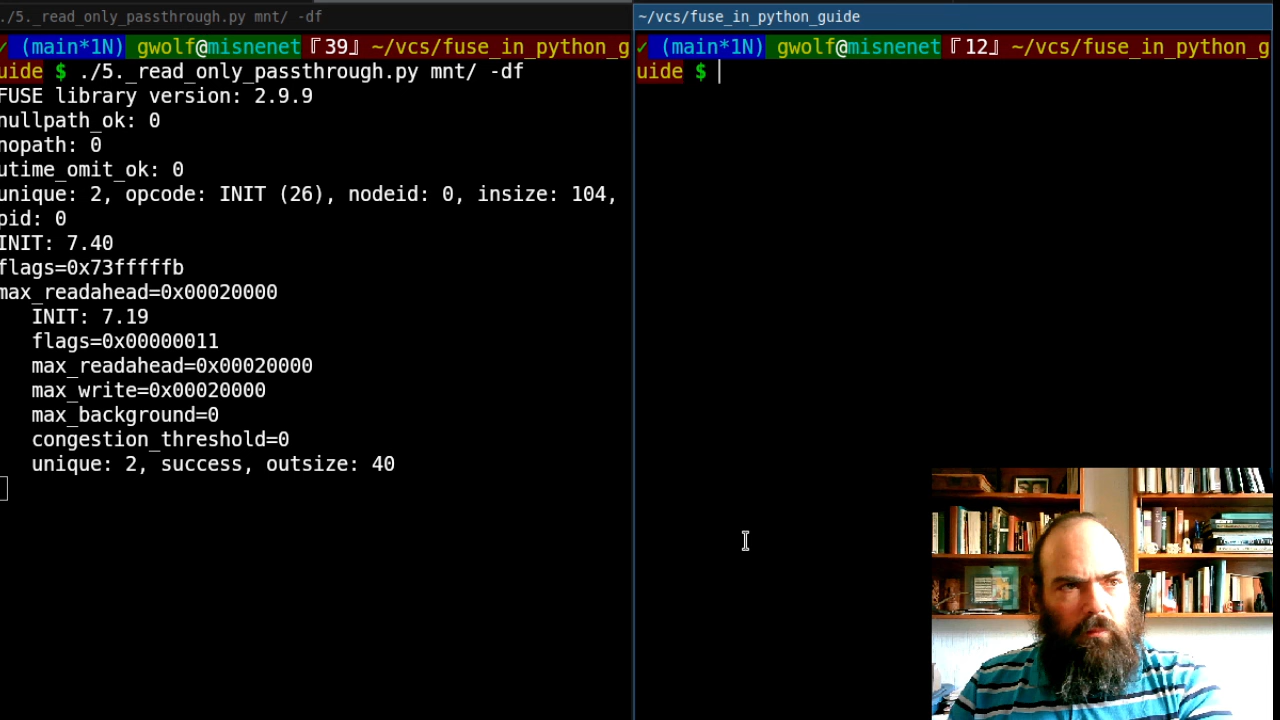 ./5._read_only_passthrough.py mnt/ -df
✓ (main*1N) gwolf@misnenet『39』~/vcs/fuse_in_python_g
uide $ ./5._read_only_passthrough.py mnt/ -df
FUSE library version: 2.9.9
nullpath_ok: 0
nopath: 0
utime_omit_ok: 0
unique: 2, opcode: INIT (26), nodeid: 0, insize: 104,
pid: 0
INIT: 7.40
flags=0x73fffffb
max_readahead=0x00020000
INIT: 7.19
flags=0x00000011
max_readahead=0x00020000
max_write=0x00020000
max_background=0
congestion_threshold=0
unique: 2, success, outsize: 40
~/vcs/fuse_in_python_guide
✓ (main*1N) gwolf@misnenet『12』~/vcs/fuse_in_python_g
uide $